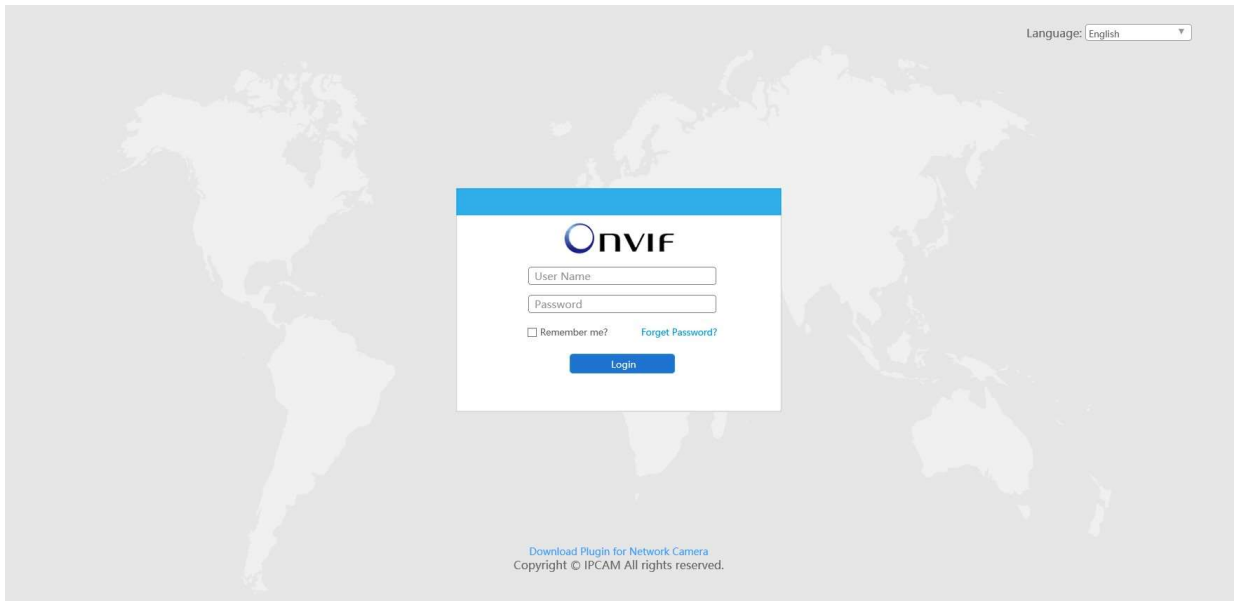 Language: English
Onvif
User Name
Password
Remember me? Forget Password?
Login
Download Plugin for Network Camera
Copyright © IPCAM All rights reserved.